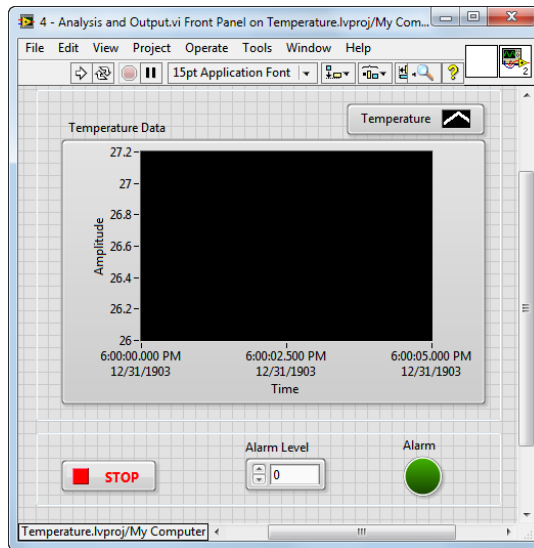 4 - Analysis and Output.vi Front Panel on Temperature.lvproj/My Com...
File Edit View Project Operate Tools Window Help
15pt Application Font
2
Temperature
Temperature Data
27.2
27
26.8
26.6
26.4
26.2
26
Amplitude
6:00:00.000 PM 6:00:02.500 PM 6:00:05.000 PM
12/31/1903 12/31/1903 12/31/1903
Time
Alarm Level Alarm
STOP 0
Temperature.lvproj/My Computer